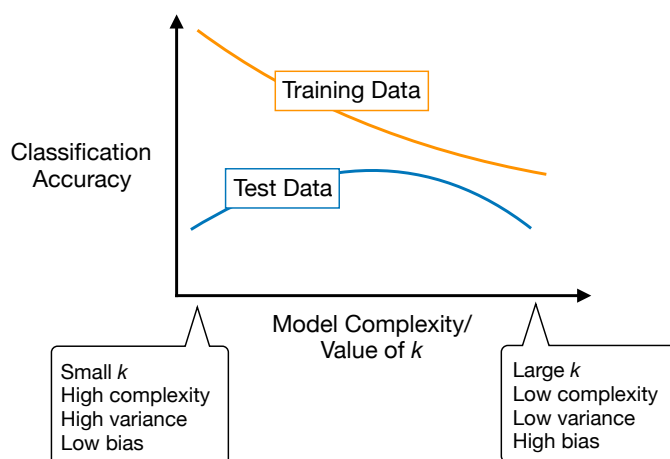 Training Data
Classification
Accuracy
Test Data
Model Complexity/
Value of k
Small k
High complexity
High variance
Low bias
Large k
Low complexity
Low variance
High bias